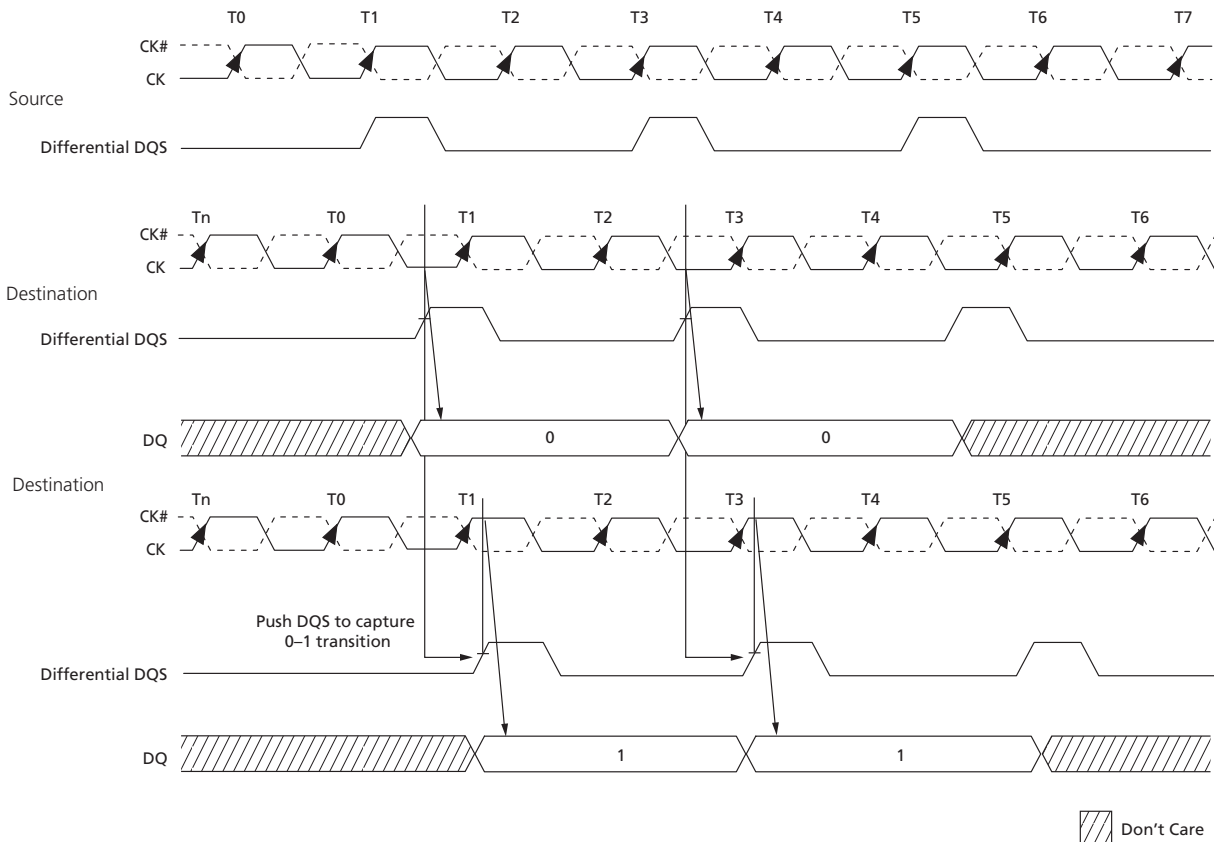 T0 T1 T2 T3 T4 T5 T6 T7
CK#
CK
Source
Differential DQS
Tn T0 T1 T2 T3 T4 T5 T6
CK#
CK
Destination
Differential DQS
DQ 0 0
Destination
Tn T0 T1 T2 T3 T4 T5 T6
CK#
CK
Push DQS to capture
0–1 transition
Differential DQS
DQ 1 1
Don't Care